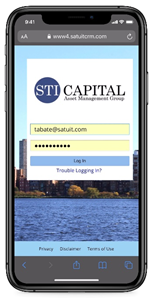 9:41
AA www4.satuitcrm.com
STI CAPITAL
Asset Management Group
tabate@satuit.com
••••••••••
Log In
Trouble Logging In?
Privacy Disclaimer Terms of Use